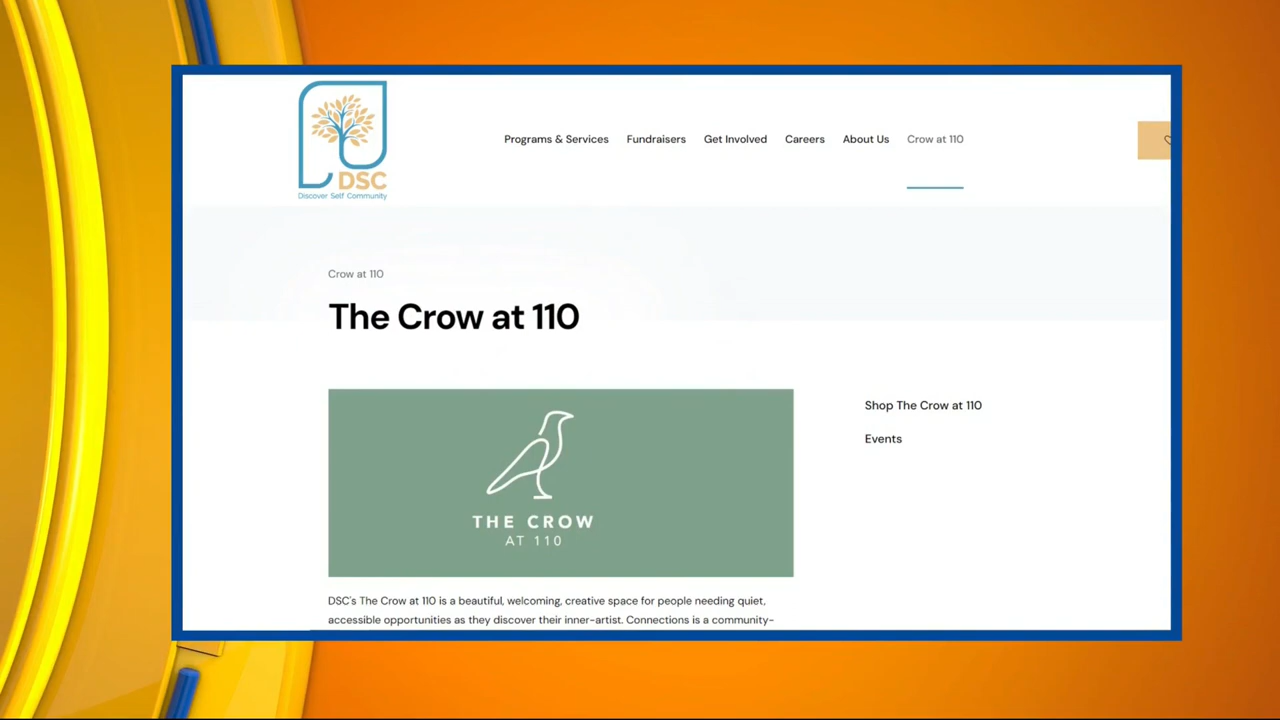 DSC
Discover Self Community
Programs & Services Fundraisers Get Involved Careers About Us Crow at 110
Crow at 110
The Crow at 110
THE CROW
AT 110
Shop The Crow at 110
Events
DSC's The Crow at 110 is a beautiful, welcoming, creative space for people needing quiet,
accessible opportunities as they discover their inner-artist. Connections is a community-